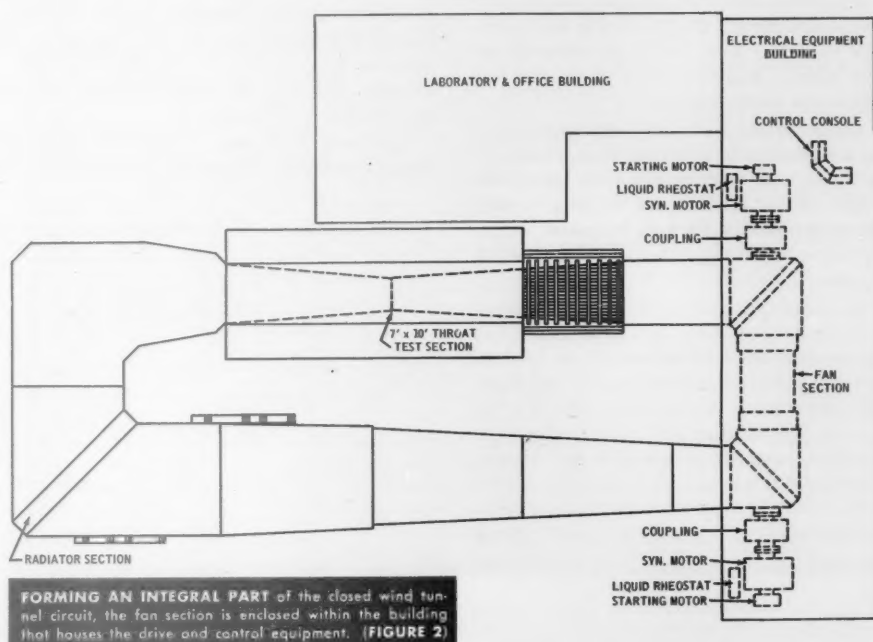 ELECTRICAL EQUIPMENT
BUILDING
LABORATORY & OFFICE BUILDING
CONTROL CONSOLE
STARTING MOTOR
LIQUID RHEOSTAT
SYN. MOTOR
COUPLING
7' x 10' THROAT
TEST SECTION
FAN
SECTION
COUPLING
RADIATOR SECTION
SYN. MOTOR
LIQUID RHEOSTAT
STARTING MOTOR
FORMING AN INTEGRAL PART of the closed wind tun-
nel circuit, the fan section is enclosed within the building
that houses the drive and control equipment. (FIGURE 2)